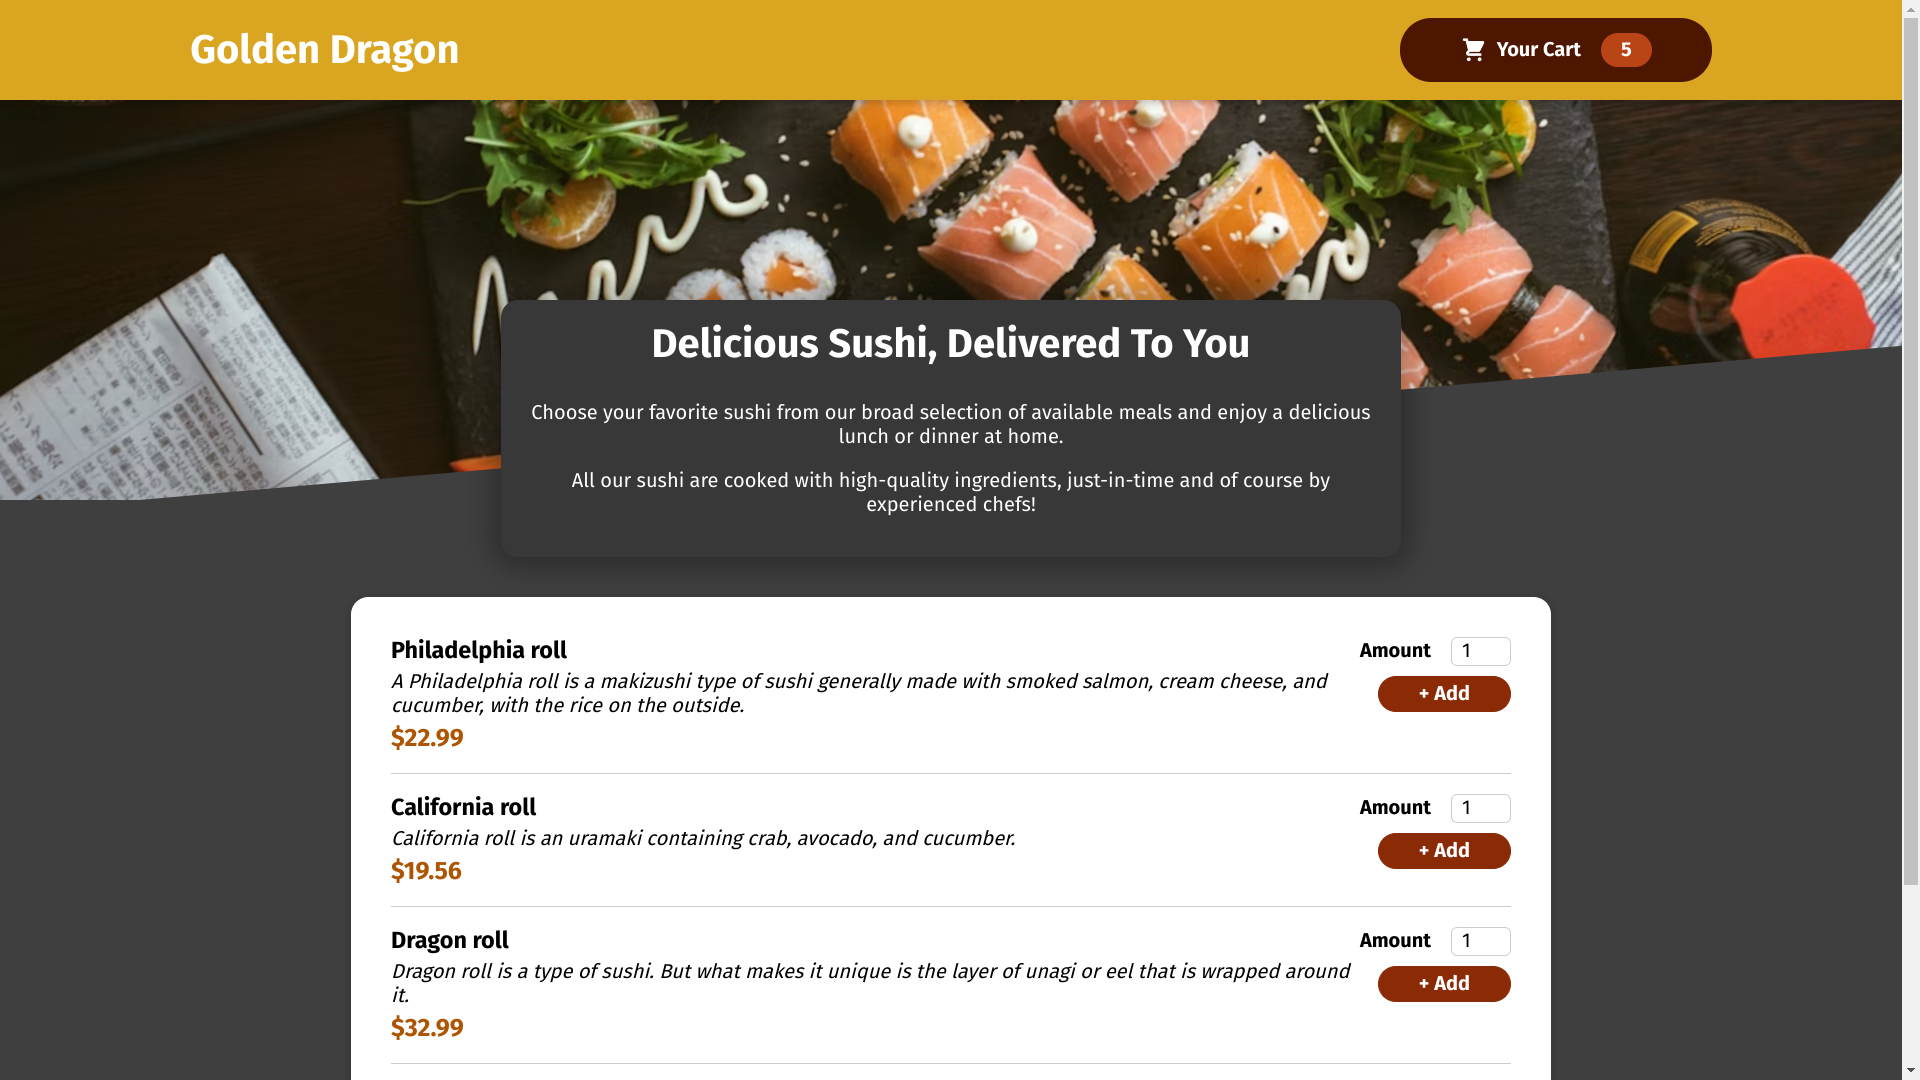 Golden Dragon
Your Cart 5
Delicious Sushi, Delivered To You
Choose your favorite sushi from our broad selection of available meals and enjoy a delicious
lunch or dinner at home.
All our sushi are cooked with high-quality ingredients, just-in-time and of course by
experienced chefs!
Philadelphia roll
A Philadelphia roll is a makizushi type of sushi generally made with smoked salmon, cream cheese, and
cucumber, with the rice on the outside.
$22.99
Amount 1
+ Add
California roll
California roll is an uramaki containing crab, avocado, and cucumber.
$19.56
Amount 1
+ Add
Dragon roll
Dragon roll is a type of sushi. But what makes it unique is the layer of unagi or eel that is wrapped around
it.
$32.99
Amount 1
+ Add